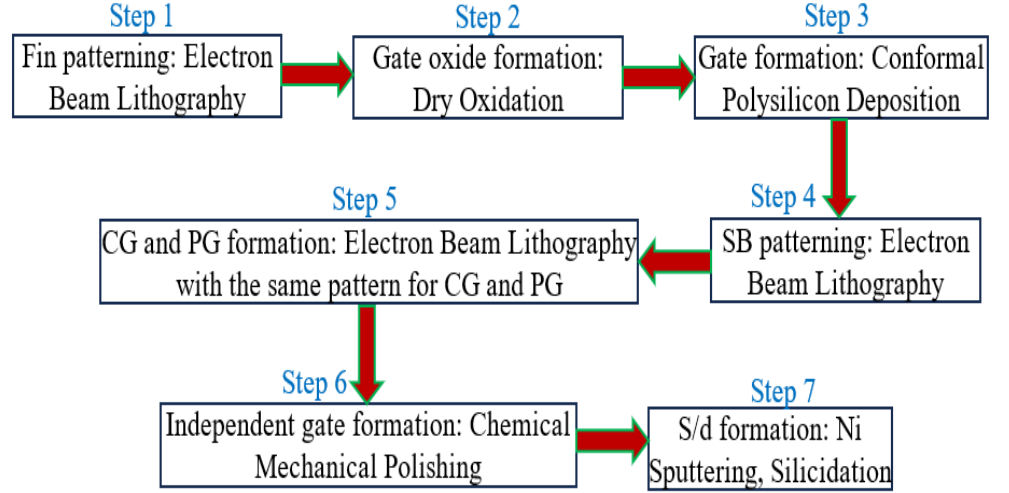 Step 1
Fin patterning: Electron
Beam Lithography
Step 2
Gate oxide formation:
Dry Oxidation
Step 3
Gate formation: Conformal
Polysilicon Deposition
Step 4
SB patterning: Electron
Beam Lithography
Step 5
CG and PG formation: Electron Beam Lithography
with the same pattern for CG and PG
Step 6
Independent gate formation: Chemical
Mechanical Polishing
Step 7
S/d formation: Ni
Sputtering, Silicidation